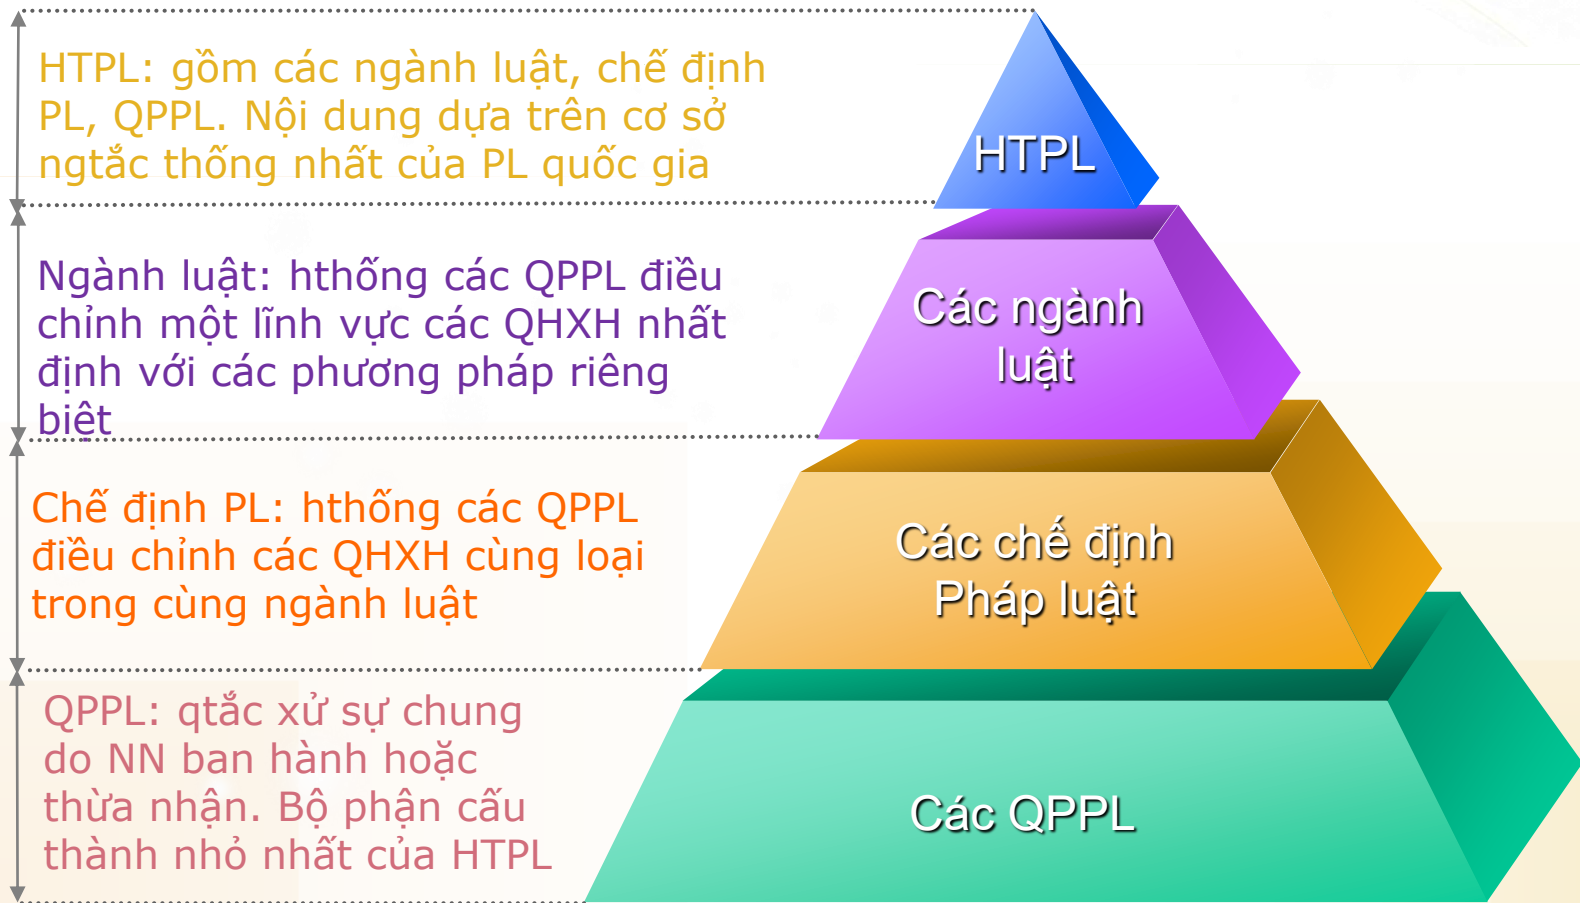 HTPL: gồm các ngành luật, chế định
PL, QPPL. Nội dung dựa trên cơ sở
ngtắc thống nhất của PL quốc gia
HTPL
Ngành luật: hthống các QPPL điều
chỉnh một lĩnh vực các QHXH nhất
định với các phương pháp riêng
biệt
Các ngành
luật
Chế định PL: hthống các QPPL
điều chỉnh các QHXH cùng loại
trong cùng ngành luật
Các chế định
Pháp luật
QPPL: qtắc xử sự chung
do NN ban hành hoặc
thừa nhận. Bộ phận cấu
thành nhỏ nhất của HTPL
Các QPPL